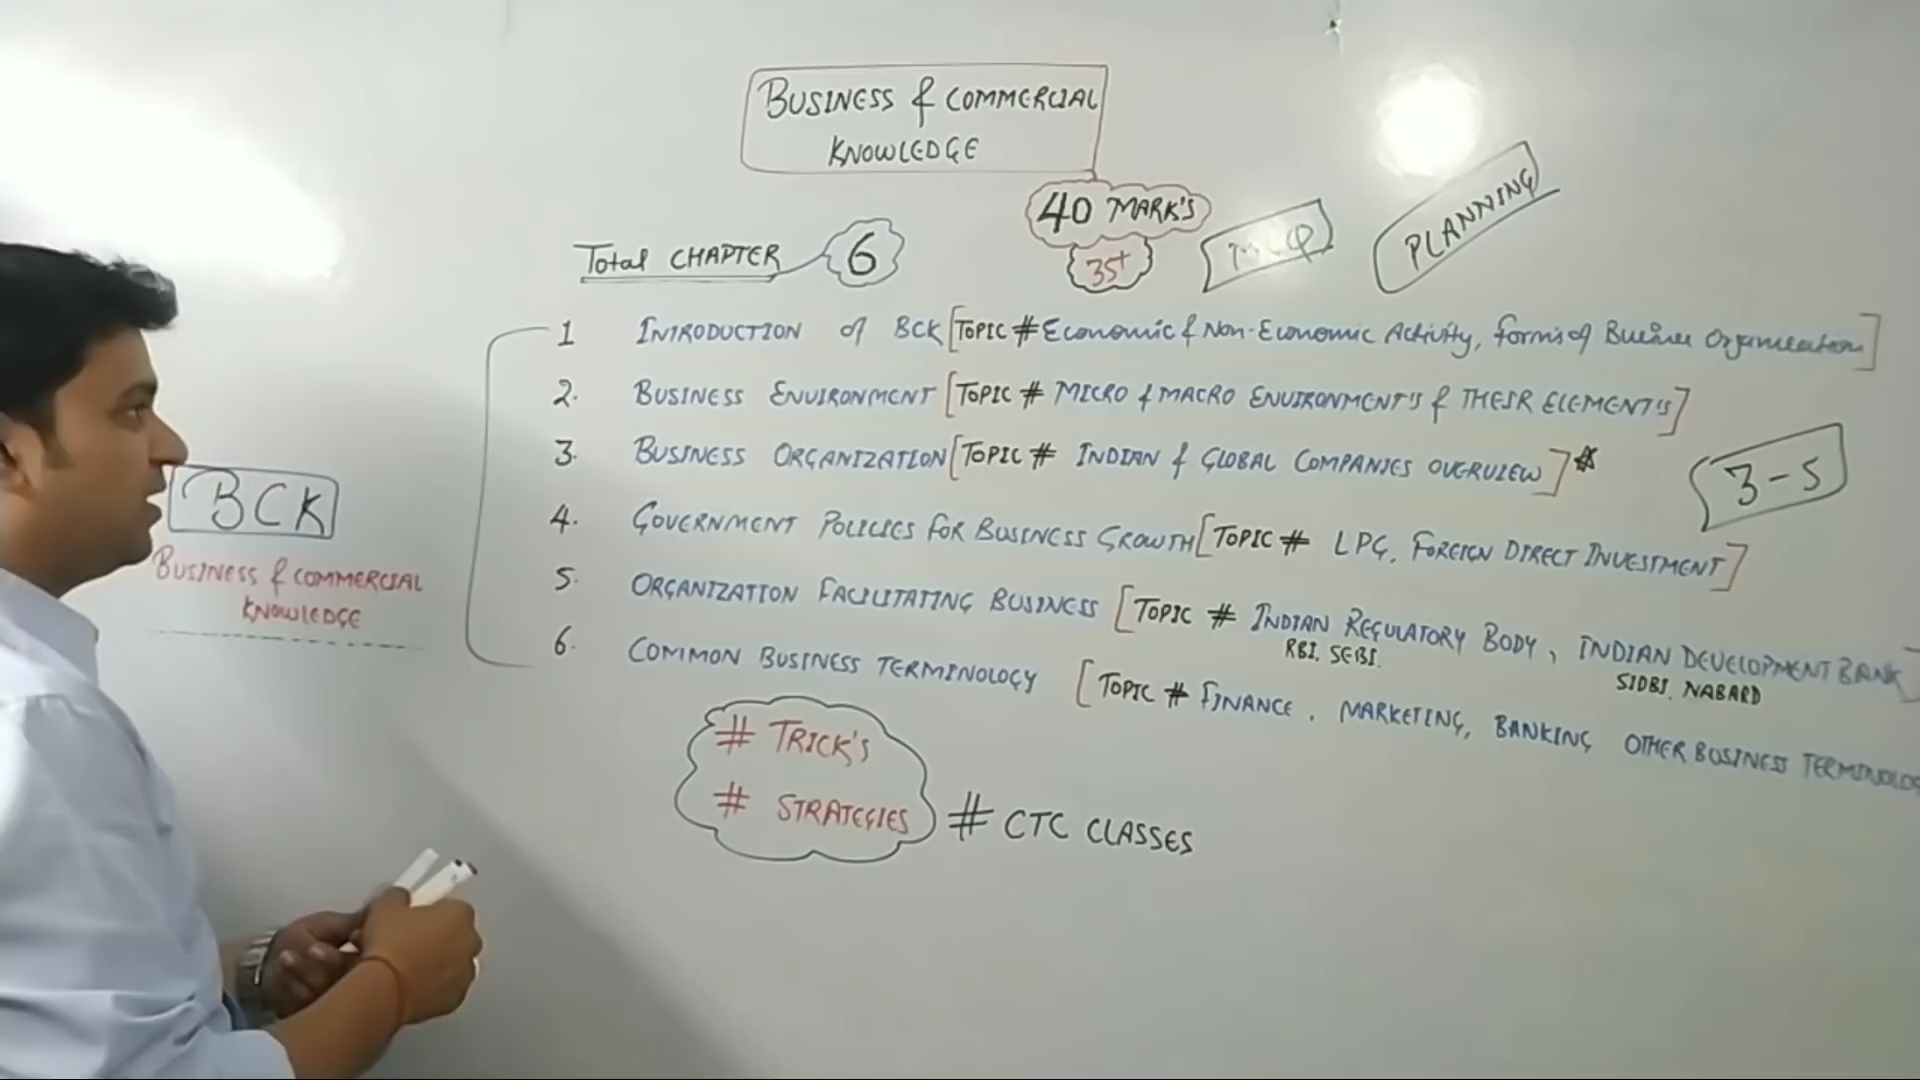 BUSINESS & COMMERCIAL
KNOWLEDGE
40 MARK'S
35+
PLANNING
Total CHAPTER 6
1 INTRODUCTION of BCK [TOPIC # Economic & Non-Economic Activity, forms of Business Organisation]
2. BUSINESS ENVIRONMENT [TOPIC # MICRO & MACRO ENVIRONMENT'S & THEIR ELEMENT'S]
3. BUSINESS ORGANIZATION [TOPIC # INDIAN & GLOBAL COMPANIES OVERVIEW]*
3-5
4. GOVERNMENT POLICIES FOR BUSINESS GROWTH [TOPIC # LPG, FOREIGN DIRECT INVESTMENT]
5. ORGANIZATION FACILITATING BUSINESS [TOPIC # INDIAN REGULATORY BODY, INDIAN DEVELOPMENT BANK]
RBI. SEBI. SIDBI. NABARD
6. COMMON BUSINESS TERMINOLOGY [TOPIC # FINANCE, MARKETING, BANKING OTHER BUSINESS TERMINOLOG
BCK
BUSINESS & COMMERCIAL
KNOWLEDGE
# TRICK'S
# STRATEGIES
# CTC CLASSES